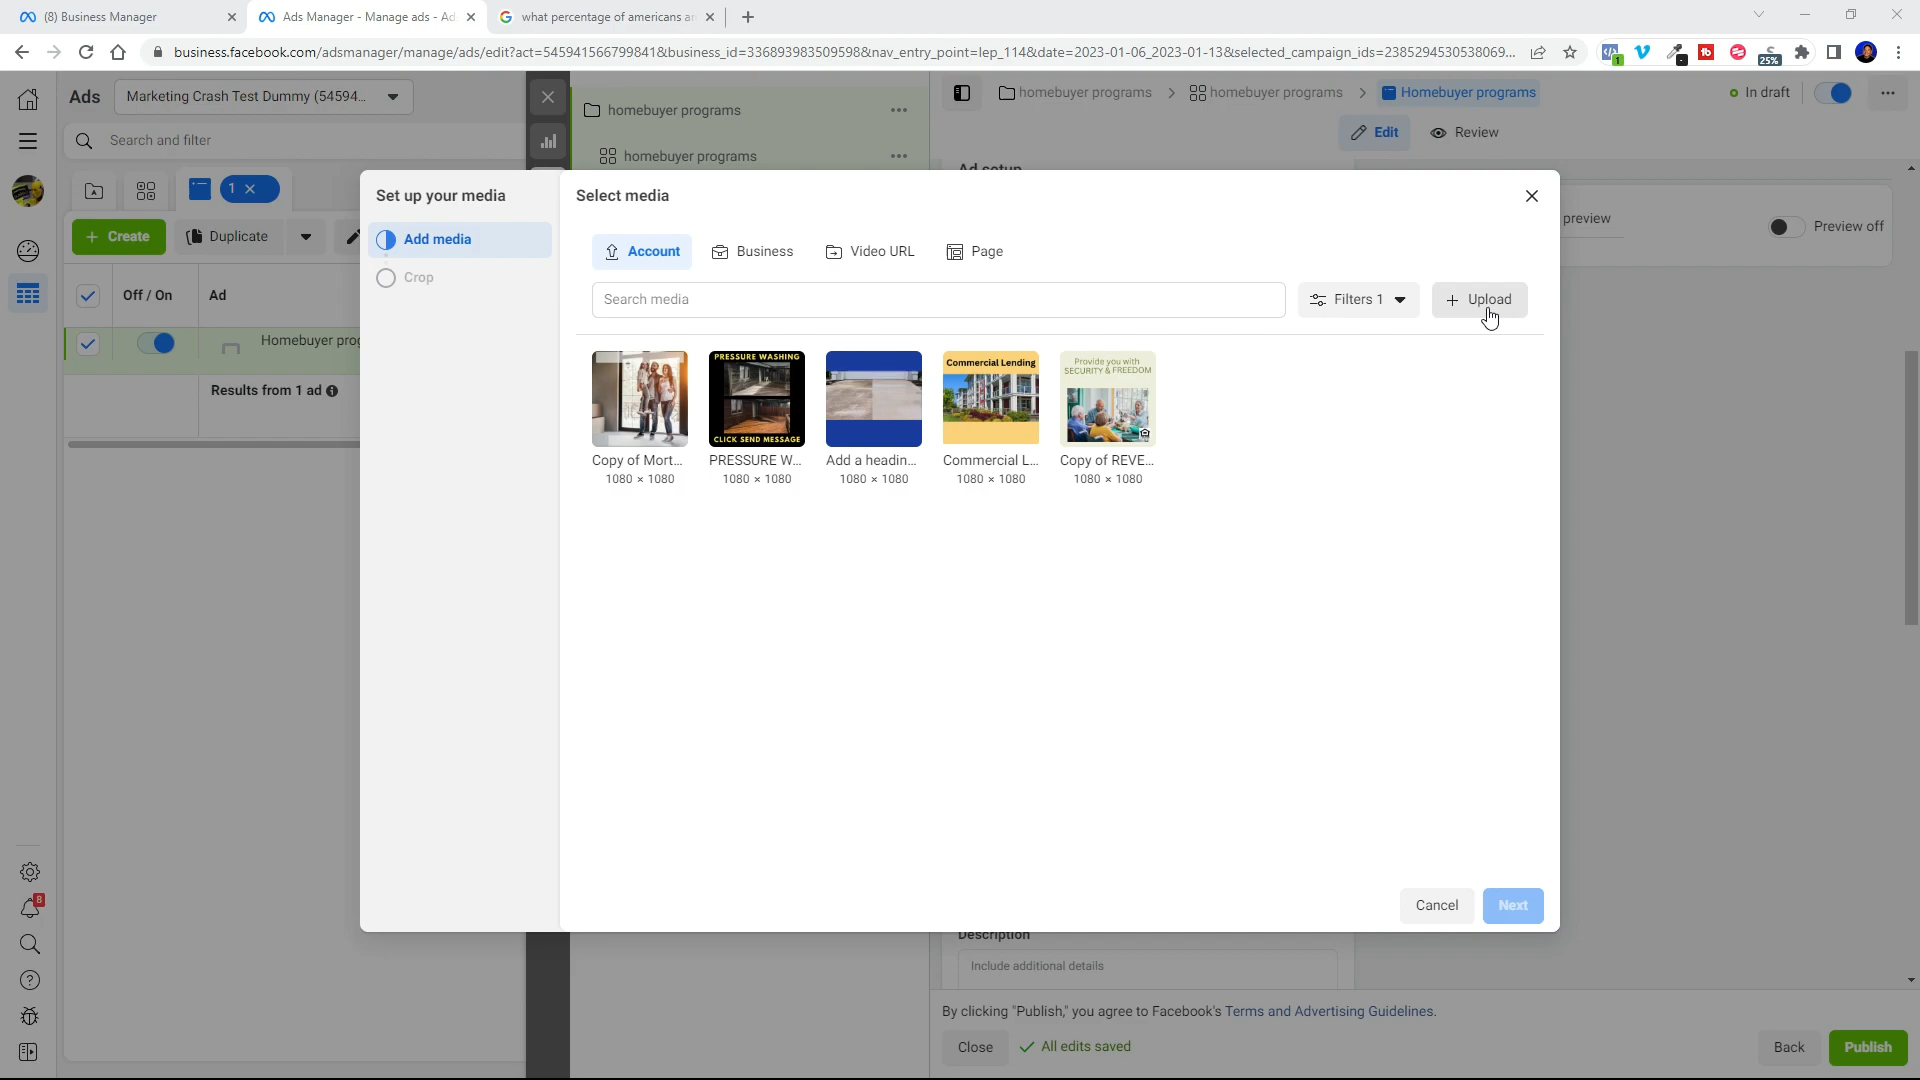 (8) Business Manager
Ads Manager - Manage ads - Ad
what percentage of americans an
business.facebook.com/adsmanager/manage/ads/edit?act=545941566799841&business_id=336893983509598&nav_entry_point=lep_114&date=2023-01-06_2023-01-13&selected_campaign_ids=2385294530538069...
1
25%
Ads
Marketing Crash Test Dummy (54594...
Search and filter
1
Create
Duplicate
Off / On
Ad
Homebuyer prog
Results from 1 ad
8
homebuyer programs
homebuyer programs
homebuyer programs
homebuyer programs
Homebuyer programs
In draft
Edit
Review
Ad setup
preview
Preview off
Set up your media
Add media
Crop
Select media
Account
Business
Video URL
Page
Search media
Filters 1
Upload
PRESSURE WASHING
CLICK SEND MESSAGE
Commercial Lending
Provide you with
SECURITY & FREEDOM
Copy of Mort...
PRESSURE W...
Add a headin...
Commercial L...
Copy of REVE...
1080 × 1080
1080 × 1080
1080 × 1080
1080 × 1080
1080 × 1080
Cancel
Next
Description
Include additional details
By clicking "Publish," you agree to Facebook's Terms and Advertising Guidelines.
Close
All edits saved
Back
Publish